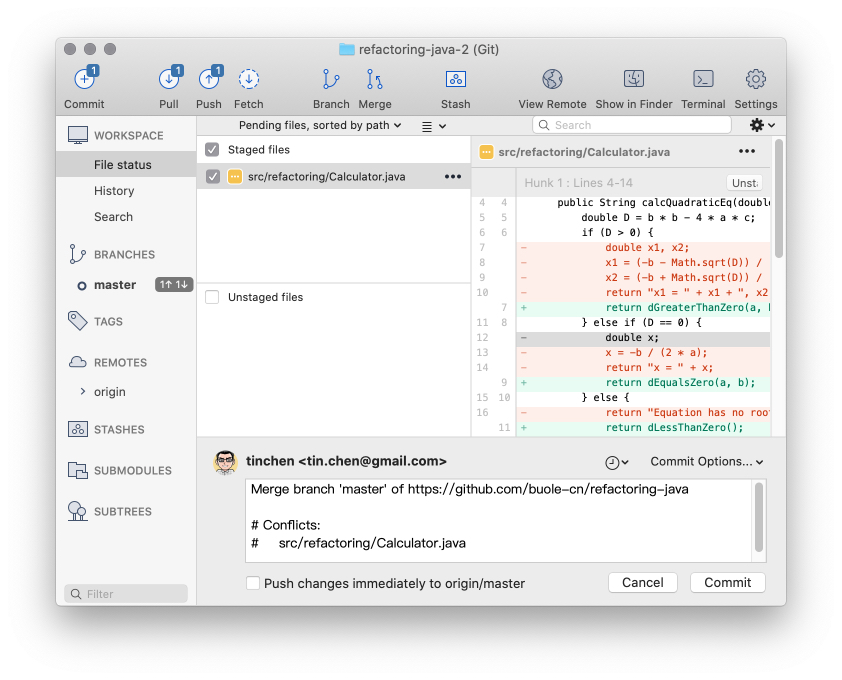 refactoring-java-2 (Git)
1 1 1
Commit Pull Push Fetch Branch Merge Stash View Remote Show in Finder Terminal Settings
WORKSPACE
File status
History
Search
BRANCHES
master 1↑ 1↓
TAGS
REMOTES
origin
STASHES
SUBMODULES
SUBTREES
Filter
Pending files, sorted by path
Search
Staged files
src/refactoring/Calculator.java
Unstaged files
src/refactoring/Calculator.java
Hunk 1 : Lines 4-14
4 4 public String calcQuadraticEq(double
5 5 double D = b * b - 4 * a * c;
6 6 if (D > 0) {
7 - double x1, x2;
8 - x1 = (-b - Math.sqrt(D)) /
9 - x2 = (-b + Math.sqrt(D)) /
10 - return "x1 = " + x1 + ", x2
7 + return dGreaterThanZero(a,
11 8 } else if (D == 0) {
12 - double x;
13 - x = -b / (2 * a);
14 - return "x = " + x;
9 + return dEqualsZero(a, b);
15 10 } else {
16 - return "Equation has no
11 + return dLessThanZero();
tinchen <tin.chen@gmail.com>
Commit Options...
Merge branch 'master' of https://github.com/buole-cn/refactoring-java
# Conflicts:
# src/refactoring/Calculator.java
Push changes immediately to origin/master
Cancel
Commit